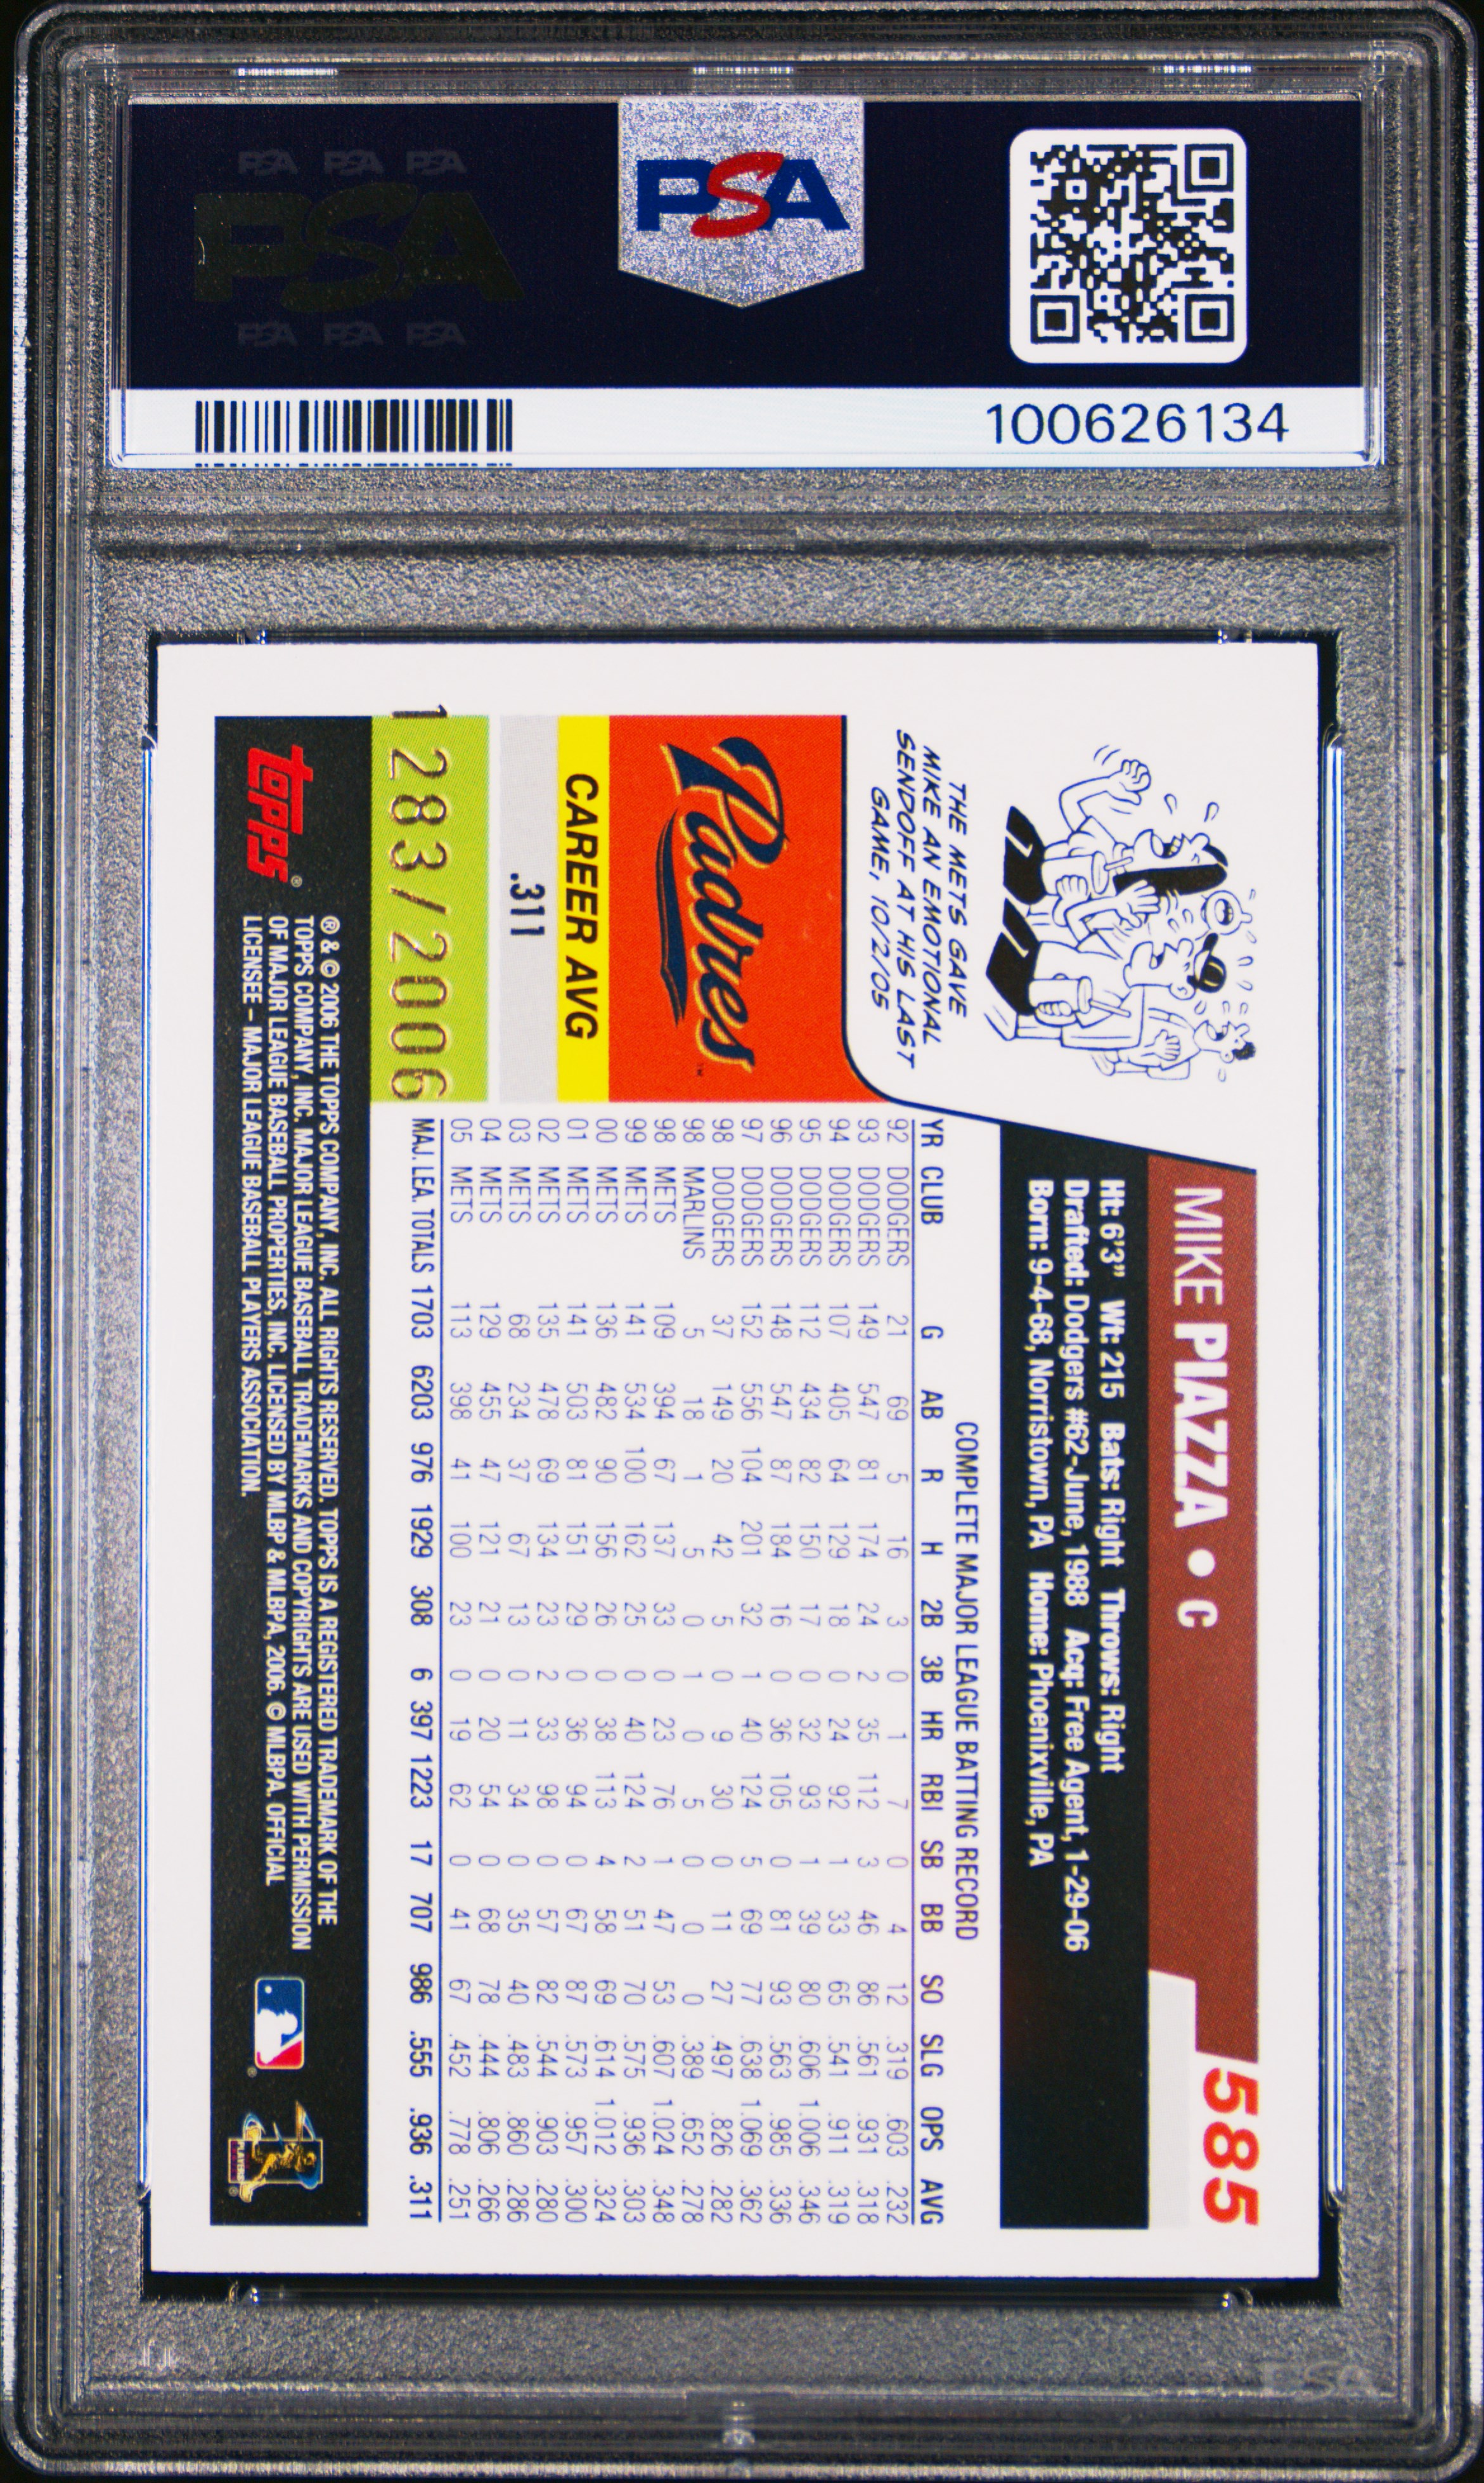 PSA PSA PSA
PSA
PSA PSA PSA
PSA
100626134
MIKE PIAZZA • C
585
Ht: 6'3" Wt: 215 Bats: Right Throws: Right
Drafted: Dodgers #62-June, 1988 Acq: Free Agent, 1-29-06
Born: 9-4-68, Norristown, PA Home: Phoenixville, PA
THE METS GAVE
MIKE AN EMOTIONAL
SENDOFF AT HIS LAST
GAME, 10/2/05
Padres™
CAREER AVG
.311
1283/2006
COMPLETE MAJOR LEAGUE BATTING RECORD
YR CLUB G AB R H 2B 3B HR RBI SB BB SO SLG OPS AVG
92 DODGERS 21 69 5 16 3 0 1 7 0 4 12 .319 .603 .232
93 DODGERS 149 547 81 174 24 2 35 112 3 46 86 .561 .931 .318
94 DODGERS 107 405 64 129 18 0 24 92 1 33 65 .541 .911 .319
95 DODGERS 112 434 82 150 17 0 32 93 1 39 80 .606 1.006 .346
96 DODGERS 148 547 87 184 16 0 36 105 0 81 93 .563 .985 .336
97 DODGERS 152 556 104 201 32 1 40 124 5 69 77 .638 1.069 .362
98 DODGERS 37 149 20 42 5 0 9 30 0 11 27 .497 .826 .282
98 MARLINS 5 18 1 5 0 1 0 5 0 0 0 .389 .652 .278
98 METS 109 394 67 137 33 0 23 76 1 47 53 .607 1.024 .348
99 METS 141 534 100 162 25 0 40 124 2 51 70 .575 .936 .303
00 METS 136 482 90 156 26 0 38 113 4 58 69 .614 1.012 .324
01 METS 141 503 81 151 29 0 36 94 0 67 87 .573 .957 .300
02 METS 135 478 69 134 23 2 33 98 0 57 82 .544 .903 .280
03 METS 68 234 37 67 13 0 11 34 0 35 40 .483 .860 .286
04 METS 129 455 47 121 21 0 20 54 0 68 78 .444 .806 .266
05 METS 113 398 41 100 23 0 19 62 0 41 67 .452 .778 .251
MAJ. LEA. TOTALS 1703 6203 976 1929 308 6 397 1223 17 707 986 .555 .936 .311
topps®
® & © 2006 THE TOPPS COMPANY, INC. ALL RIGHTS RESERVED. TOPPS IS A REGISTERED TRADEMARK OF THE
TOPPS COMPANY, INC. MAJOR LEAGUE BASEBALL TRADEMARKS AND COPYRIGHTS ARE USED WITH PERMISSION
OF MAJOR LEAGUE BASEBALL PROPERTIES, INC. LICENSED BY MLBP & MLBPA, 2006. © MLBPA. OFFICIAL
LICENSEE – MAJOR LEAGUE BASEBALL PLAYERS ASSOCIATION.
PSA